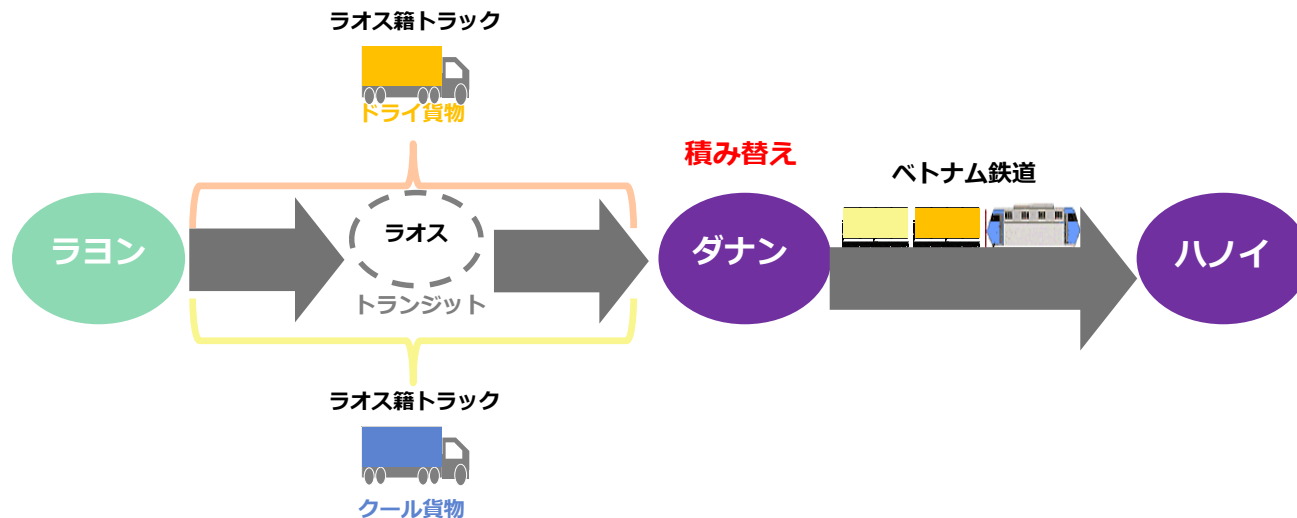 ラオス籍トラック
ドライ貨物
積み替え
ベトナム鉄道
ラヨン
ラオス
ダナン
ハノイ
トランジット
ラオス籍トラック
クール貨物